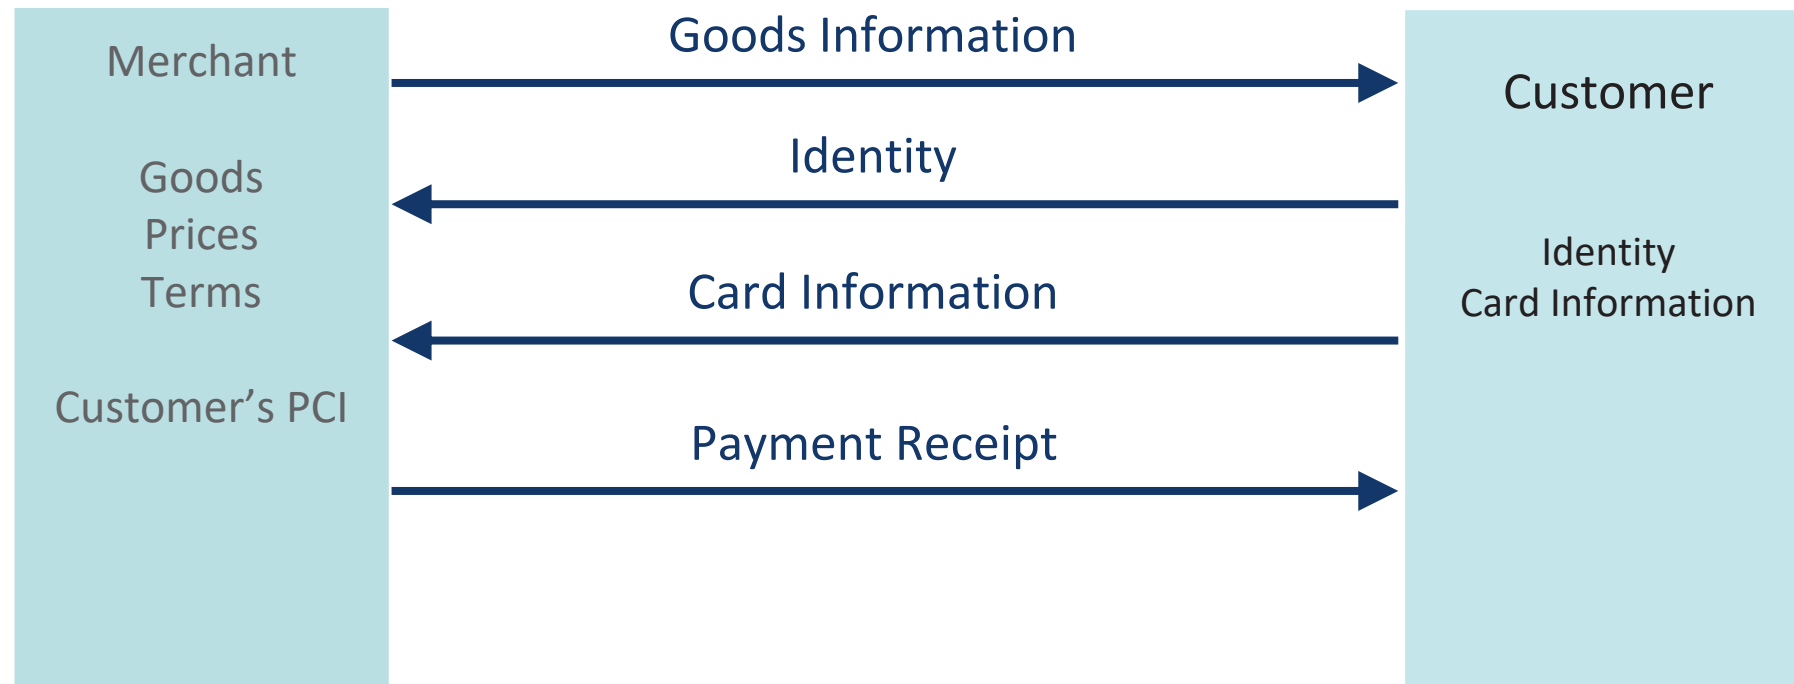 Merchant
Goods
Prices
Terms
Customer’s PCI
Goods Information
Identity
Card Information
Payment Receipt
Customer
Identity
Card Information